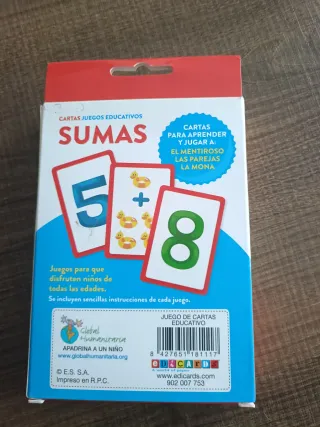 CARTAS JUEGOS EDUCATIVOS
SUMAS
CARTAS
PARA APRENDER
Y JUGAR A:
EL MENTIROSO
LAS PAREJAS
LA MONA
5
+
8
Juegos para que
disfruten niños de
todas las edades.
Se incluyen sencillas instrucciones de cada juego.
Global
Humanitaria
APADRINA A UN NIÑO
www.globalhumanitaria.org
© E.S. S.A.
Impreso en R.P.C.
JUEGO DE CARTAS
EDUCATIVO
8 427851 181117
edicards
www.edicards.com
902 007 753